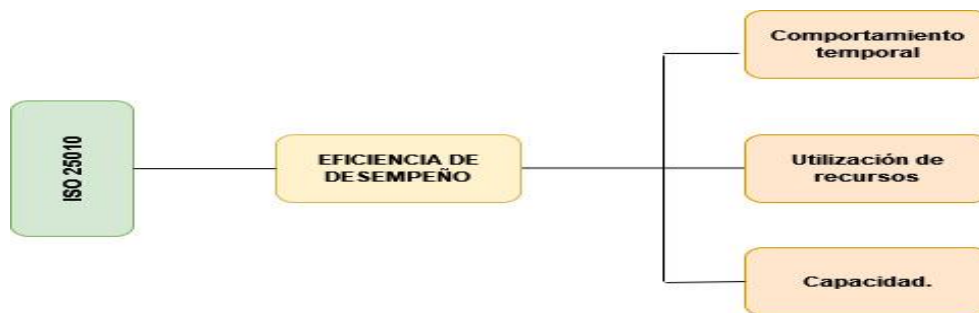 ISO 25010
EFICIENCIA DE
DESEMPEÑO
Comportamiento
temporal
Utilización de
recursos
Capacidad.